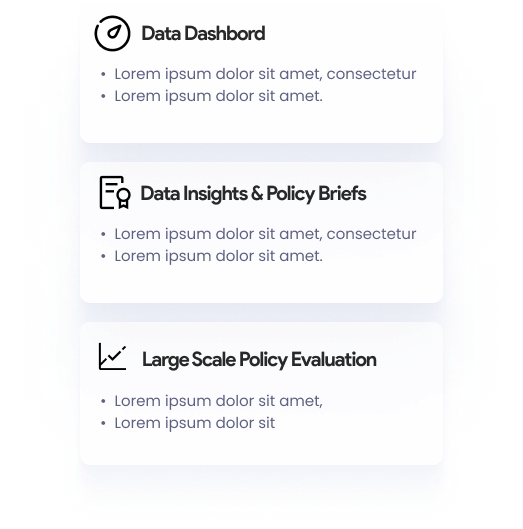 Data Dashbord
• Lorem ipsum dolor sit amet, consectetur
• Lorem ipsum dolor sit amet.
Data Insights & Policy Briefs
• Lorem ipsum dolor sit amet, consectetur
• Lorem ipsum dolor sit amet.
Large Scale Policy Evaluation
• Lorem ipsum dolor sit amet,
• Lorem ipsum dolor sit